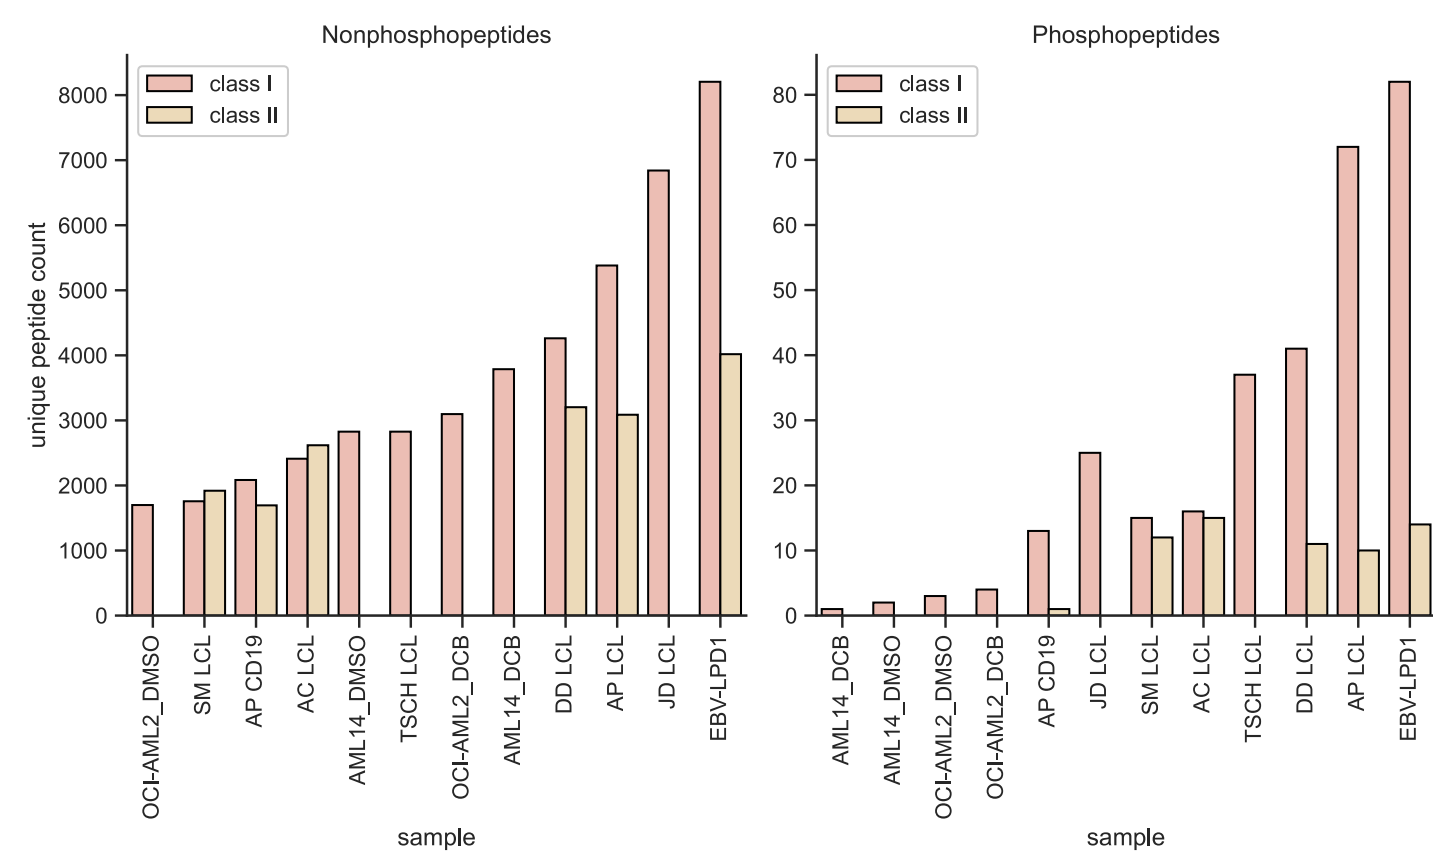 Nonphosphopeptides
class I
class II
unique peptide count
8000
7000
6000
5000
4000
3000
2000
1000
0
OCI-AML2_DMSO
SM LCL
AP CD19
AC LCL
AML14_DMSO
TSCH LCL
OCI-AML2_DCB
AML14_DCB
DD LCL
AP LCL
JD LCL
EBV-LPD1
sample
Phosphopeptides
class I
class II
80
70
60
50
40
30
20
10
0
AML14_DCB
AML14_DMSO
OCI-AML2_DMSO
OCI-AML2_DCB
AP CD19
JD LCL
SM LCL
AC LCL
TSCH LCL
DD LCL
AP LCL
EBV-LPD1
sample